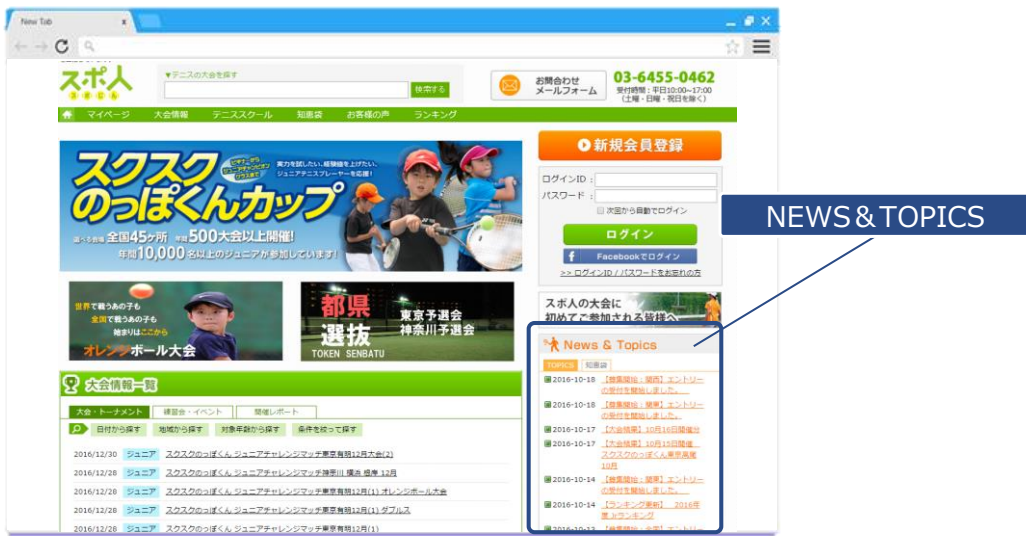 New Tab
スポ人
スポじん
▼テニスの大会を探す
検索する
お問合わせ
メールフォーム
03-6455-0462
受付時間：平日10:00~17:00
（土曜・日曜・祝日を除く）
マイページ 大会情報 テニススクール 知恵袋 お客様の声 ランキング
スクスク
のっぽくんカップ
実力を試したい、経験値を上げたい、
ジュニアテニスプレーヤーを応援！
選べる会場 全国45ヶ所 年間500大会以上開催!
年間10,000名以上のジュニアが参加しています!
新規会員登録
ログインID：
パスワード：
次回から自動でログイン
ログイン
f Facebookでログイン
>> ログインID / パスワードをお忘れの方
NEWS＆TOPICS
世界で戦うあの子も
全国で戦うあの子も
始まりはここから
オレンジボール大会
都県
選抜
TOKEN SENBATU
東京予選会
神奈川予選会
スポ人の大会に
初めてご参加される皆様へ
News & Topics
TOPICS 知恵袋
2016-10-18 【募集開始：関西】エントリー
の受付を開始しました。
2016-10-18 【募集開始：関東】エントリー
の受付を開始しました。
2016-10-17 【大会結果】10月16日開催分
2016-10-17 【大会結果】10月15日開催
スクスクのっぽくん東京高尾
10月
2016-10-14 【募集開始：関東】エントリー
の受付を開始しました。
2016-10-14 【ランキング更新】 2016年
度 Jrランキング
2016-10-13
大会情報一覧
大会・トーナメント 練習会・イベント 開催レポート
日付から探す 地域から探す 対象年齢から探す 条件を絞って探す
2016/12/30 ジュニア スクスクのっぽくん ジュニアチャレンジマッチ東京有明12月大会(2)
2016/12/28 ジュニア スクスクのっぽくん ジュニアチャレンジマッチ神奈川 横浜 根岸 12月
2016/12/28 ジュニア スクスクのっぽくん ジュニアチャレンジマッチ東京有明12月(1) オレンジボール大会
2016/12/28 ジュニア スクスクのっぽくん ジュニアチャレンジマッチ東京有明12月(1) ダブルス
2016/12/28 ジュニア スクスクのっぽくん ジュニアチャレンジマッチ東京有明12月(1)